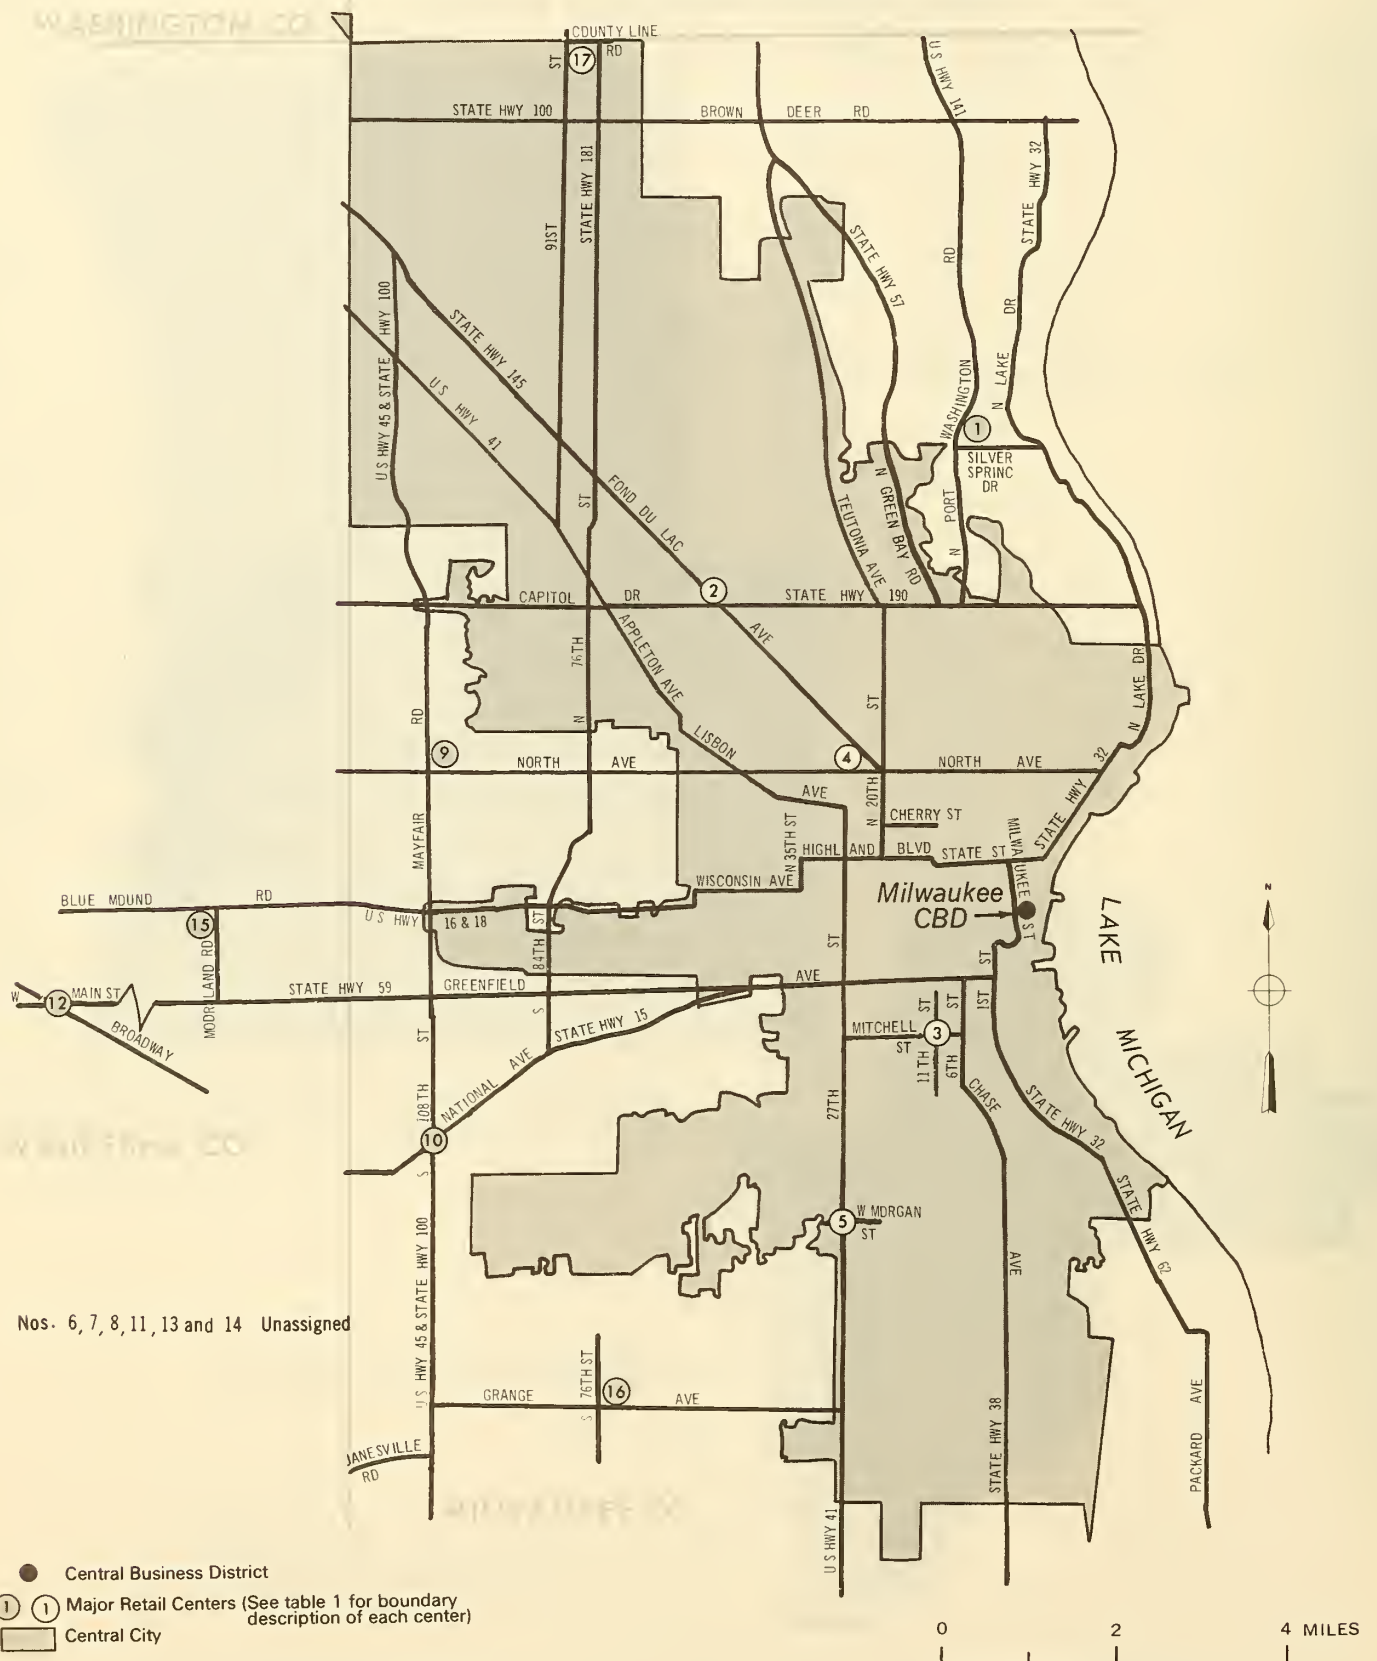 WASHINGTON CO
COUNTY LINE
RD
ST
17
STATE HWY 100
BROWN DEER RD
US HWY 141
STATE HWY 32
STATE HWY 181
91ST
STATE HWY 57
RD
N LAKE DR
US HWY 45 & STATE HWY 100
STATE HWY 145
U S HWY 41
WASHINGTON
1
SILVER
SPRINC
DR
N PORT
FOND DU LAC
ST
TEUTONIA AVE
N GREEN BAY RD
2
CAPITOL DR
STATE HWY 190
AVE
APPLETON AVE
76TH
N
ST
N LAKE DR
RD
9
LISBON
4
NORTH AVE
NORTH AVE
STATE HWY 32
AVE
N 20TH
CHERRY ST
MAYFAIR
N 35TH ST
HIGHLAND BLVD
STATE ST
MILWAUKEE ST
WISCONSIN AVE
Milwaukee
CBD
LAKE MICHIGAN
N
BLUE MDUND RD
15
U S HWY 16 & 18
84TH ST
S
ST
ST
MODRLAND RD
W
12
MAIN ST
BROADWAY
STATE HWY 59
GREENFIELD
AVE
1ST
ST
STATE HWY 15
MITCHELL
ST
3
11TH ST
6TH ST
CHASE
ST
NATIONAL AVE
108TH
27TH
STATE HWY 32
10
S
5
W MDRGAN
ST
STATE HWY 62
AVE
U S HWY 45 & STATE HWY 100
Nos. 6, 7, 8, 11, 13 and 14 Unassigned
S 76TH ST
16
GRANGE AVE
STATE HWY 38
PACKARD AVE
JANESVILLE
RD
U S HWY 41
Central Business District
1 1 Major Retail Centers (See table 1 for boundary
description of each center)
Central City
0 2 4 MILES